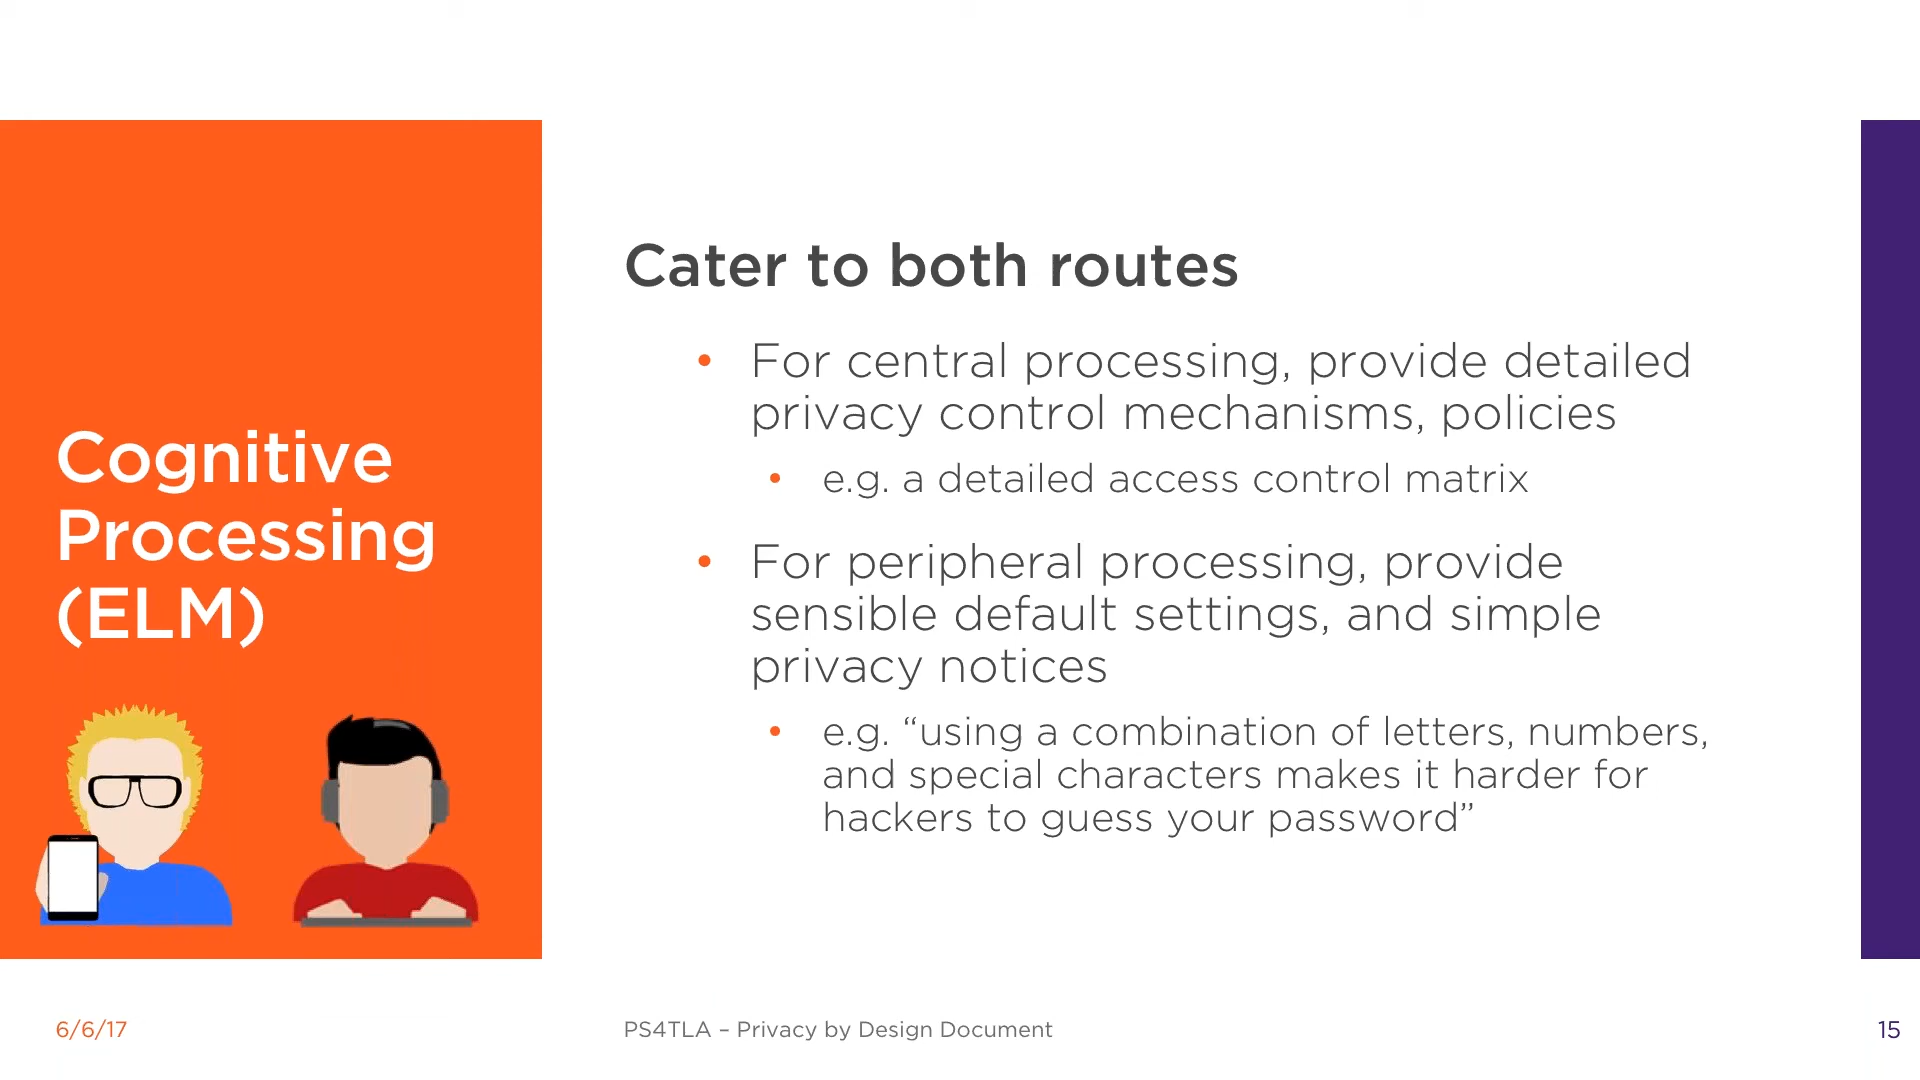 Cognitive
Processing
(ELM)
Cater to both routes
• For central processing, provide detailed
privacy control mechanisms, policies
• e.g. a detailed access control matrix
• For peripheral processing, provide
sensible default settings, and simple
privacy notices
• e.g. “using a combination of letters, numbers,
and special characters makes it harder for
hackers to guess your password”
6/6/17
PS4TLA – Privacy by Design Document
15